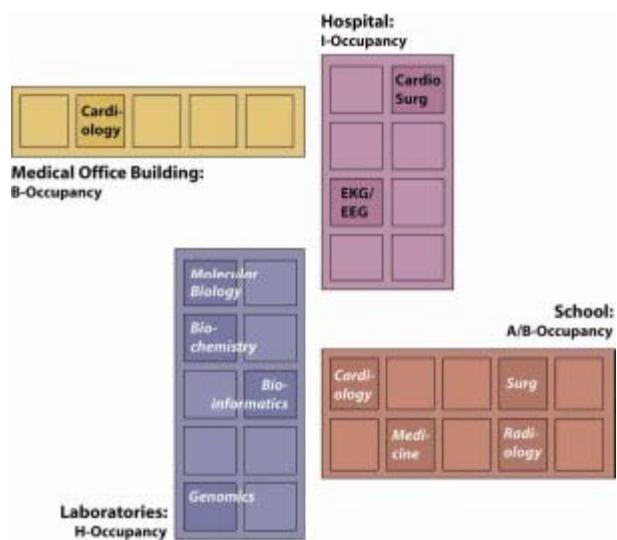 Hospital:
I-Occupancy
Cardio
Surg
EKG/
EEG
Cardi-
ology
Medical Office Building:
B-Occupancy
Molecular
Biology
Bio-
chemistry
Bio-
informatics
Genomics
Laboratories:
H-Occupancy
School:
A/B-Occupancy
Cardi-
ology
Surg
Medi-
cine
Radi-
ology